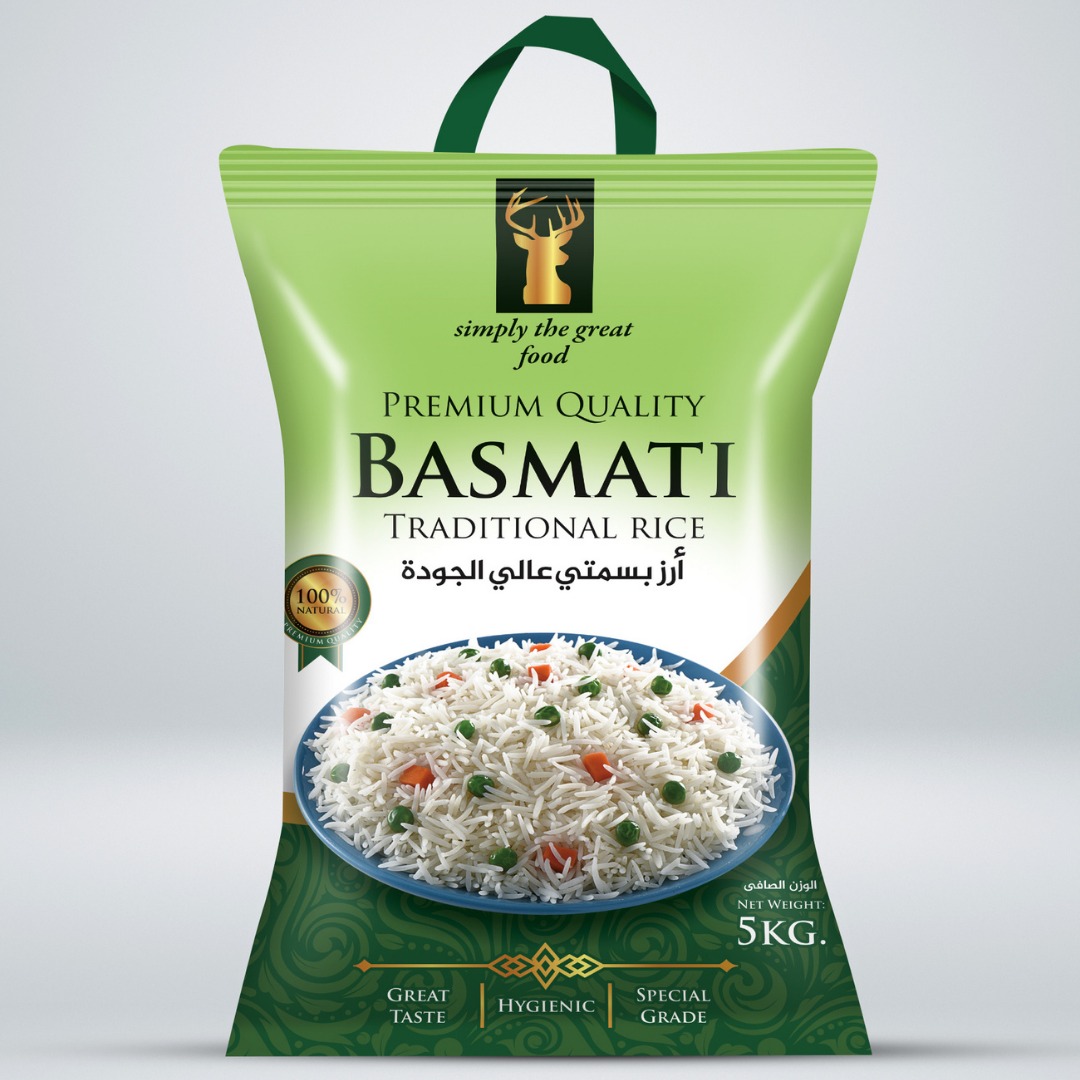 simply the great
food
PREMIUM QUALITY
BASMATI
TRADITIONAL RICE
أرز بسمتي عالي الجودة
100%
NATURAL
PREMIUM QUALITY
الوزن الصافى
NET WEIGHT:
5KG.
GREAT
TASTE
HYGIENIC
SPECIAL
GRADE